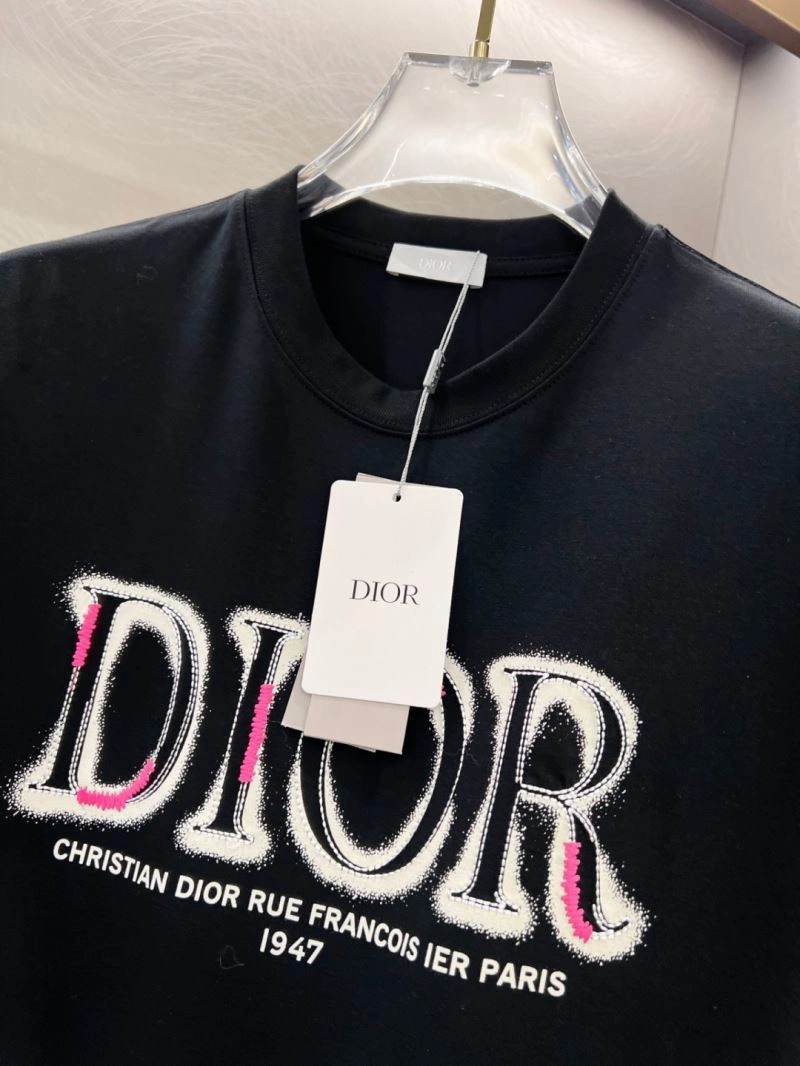 DIOR
DIOR
DIOR
CHRISTIAN DIOR RUE FRANCOIS IER PARIS
1947